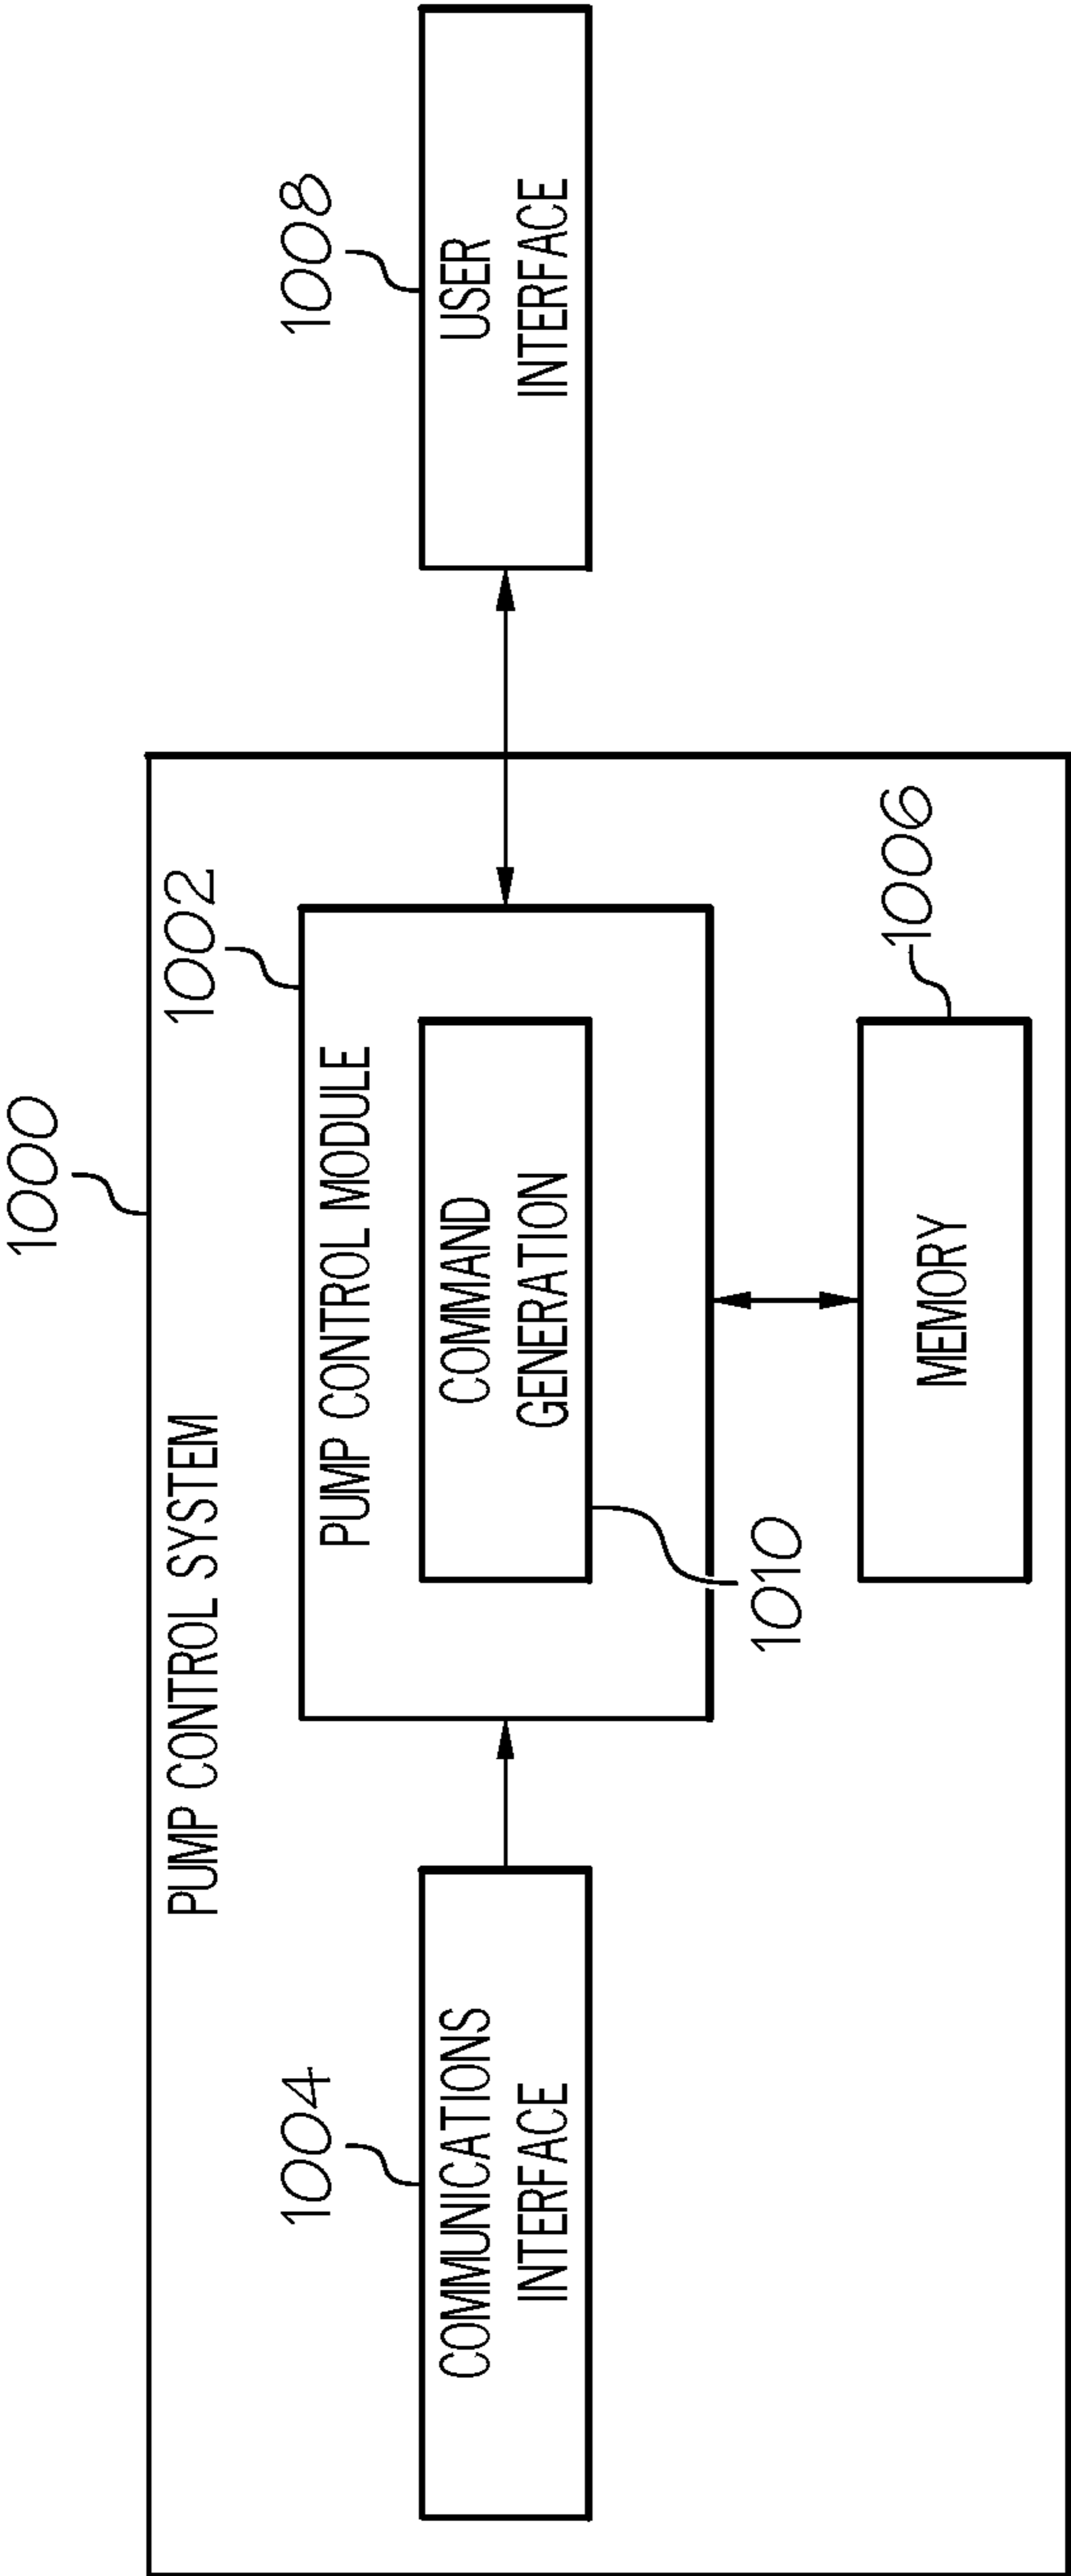 1000
PUMP CONTROL SYSTEM
1002
PUMP CONTROL MODULE
1004
COMMUNICATIONS
INTERFACE
COMMAND
GENERATION
1008
USER
INTERFACE
1010
1006
MEMORY